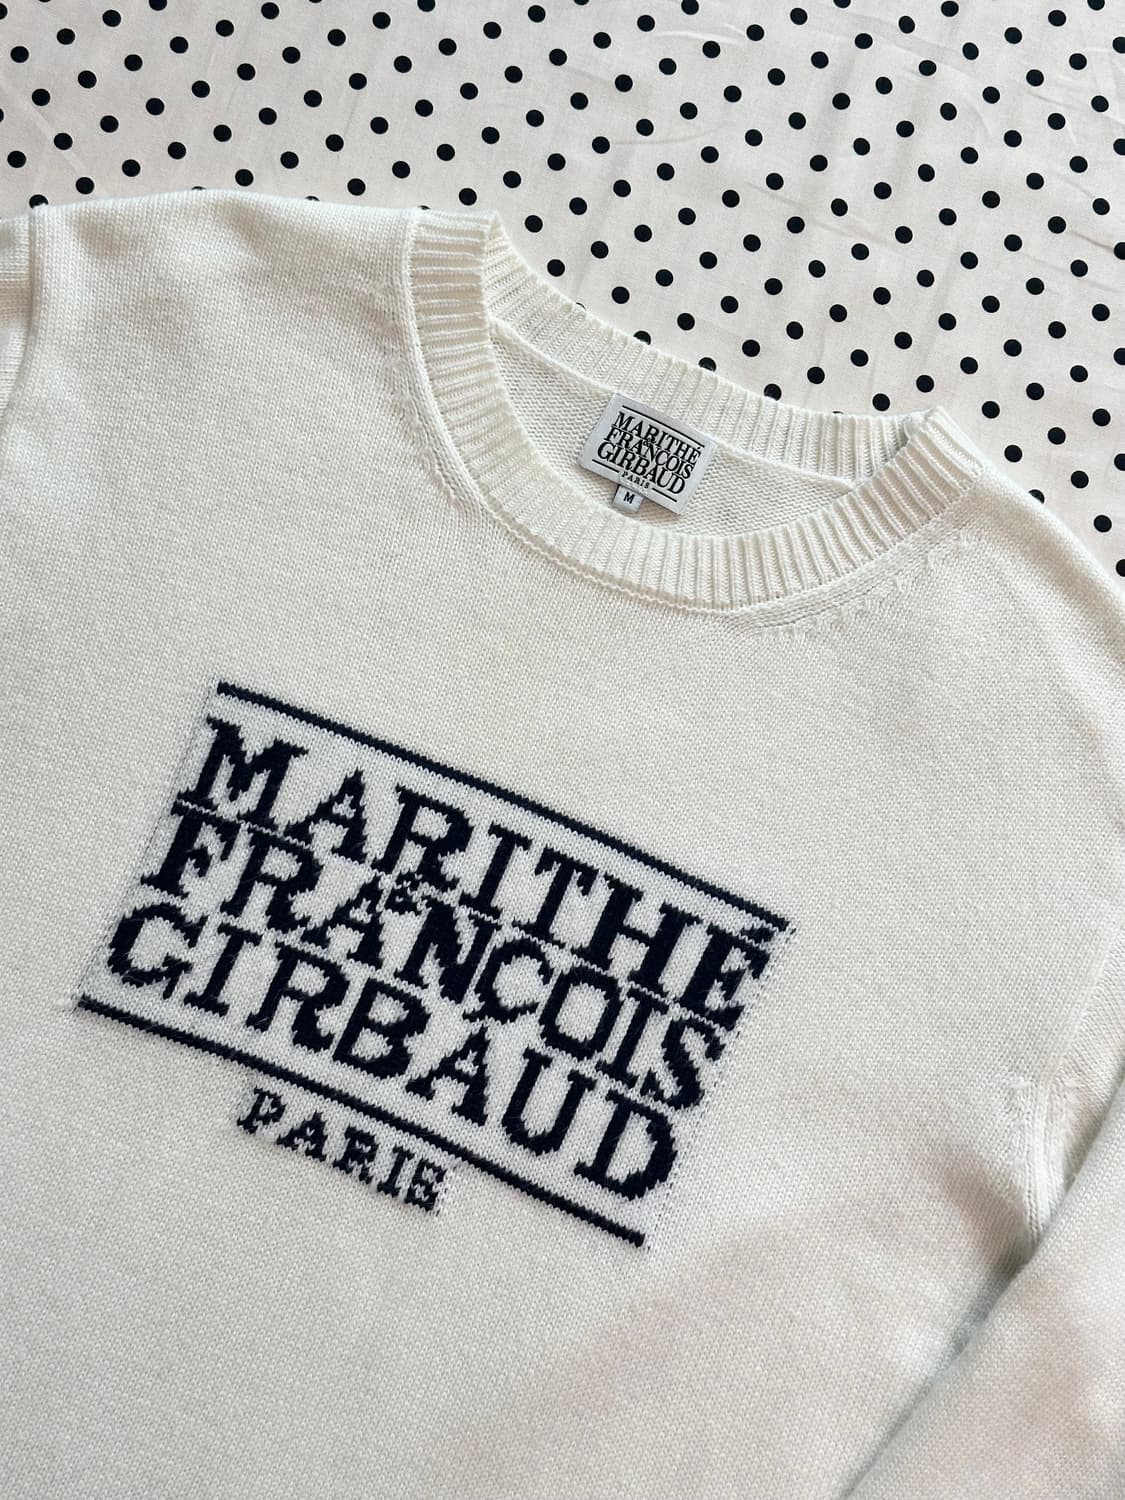 MARITHÉ
&
FRANÇOIS
GIRBAUD
PARIS
M
MARITHÉ
&
FRANÇOIS
GIRBAUD
PARIS